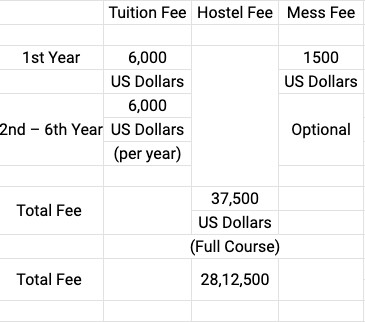 Tuition Fee Hostel Fee Mess Fee
1st Year 6,000 1500
US Dollars US Dollars
6,000
2nd – 6th Year US Dollars Optional
(per year)
37,500
Total Fee
US Dollars
(Full Course)
Total Fee 28,12,500